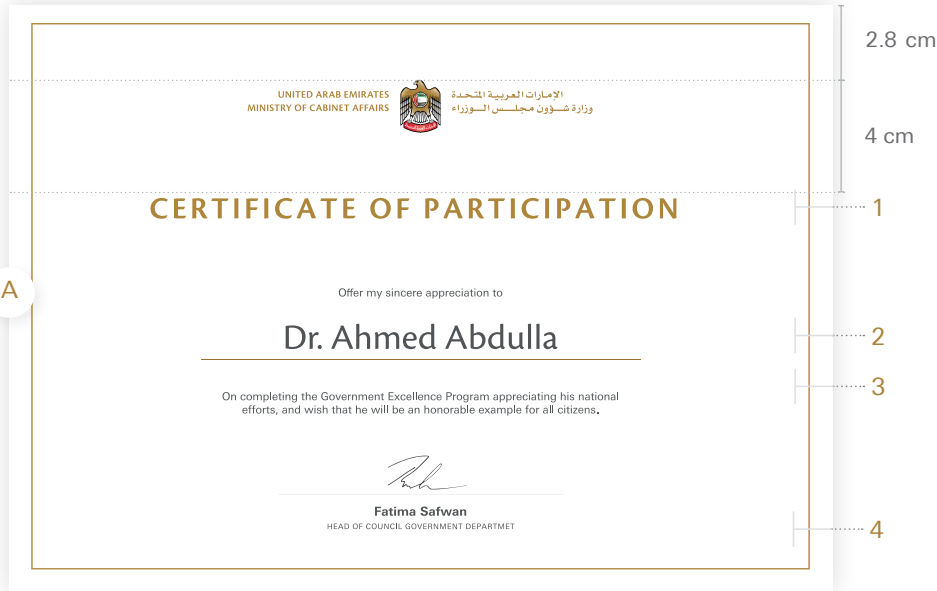 2.8 cm
UNITED ARAB EMIRATES
MINISTRY OF CABINET AFFAIRS
الإمارات العربية المتحدة
وزارة شــؤون مجلــس الــوزراء
4 cm
CERTIFICATE OF PARTICIPATION
1
A
Offer my sincere appreciation to
Dr. Ahmed Abdulla
2
3
On completing the Government Excellence Program appreciating his national
efforts, and wish that he will be an honorable example for all citizens.
Fatima Safwan
HEAD OF COUNCIL GOVERNMENT DEPARTMET
4